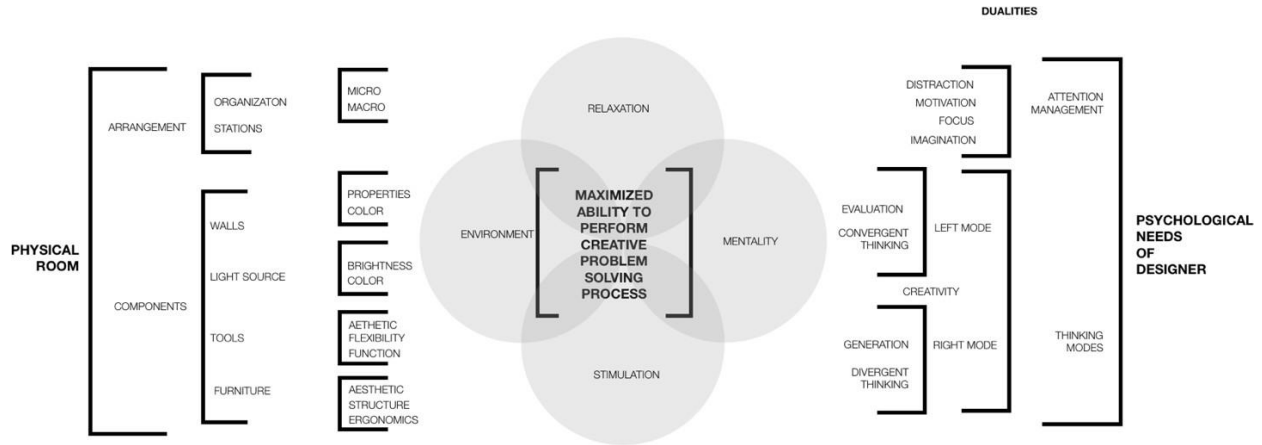 DUALITIES
PHYSICAL
ROOM
ARRANGEMENT
COMPONENTS
ORGANIZATON
STATIONS
WALLS
LIGHT SOURCE
TOOLS
FURNITURE
MICRO
MACRO
PROPERTIES
COLOR
BRIGHTNESS
COLOR
AETHETIC
FLEXIBILITY
FUNCTION
AESTHETIC
STRUCTURE
ERGONOMICS
RELAXATION
ENVIRONMENT
MAXIMIZED
ABILITY TO
PERFORM
CREATIVE
PROBLEM
SOLVING
PROCESS
MENTALITY
STIMULATION
DISTRACTION
MOTIVATION
FOCUS
IMAGINATION
EVALUATION
CONVERGENT
THINKING
CREATIVITY
GENERATION
DIVERGENT
THINKING
LEFT MODE
RIGHT MODE
ATTENTION
MANAGEMENT
THINKING
MODES
PSYCHOLOGICAL
NEEDS
OF
DESIGNER